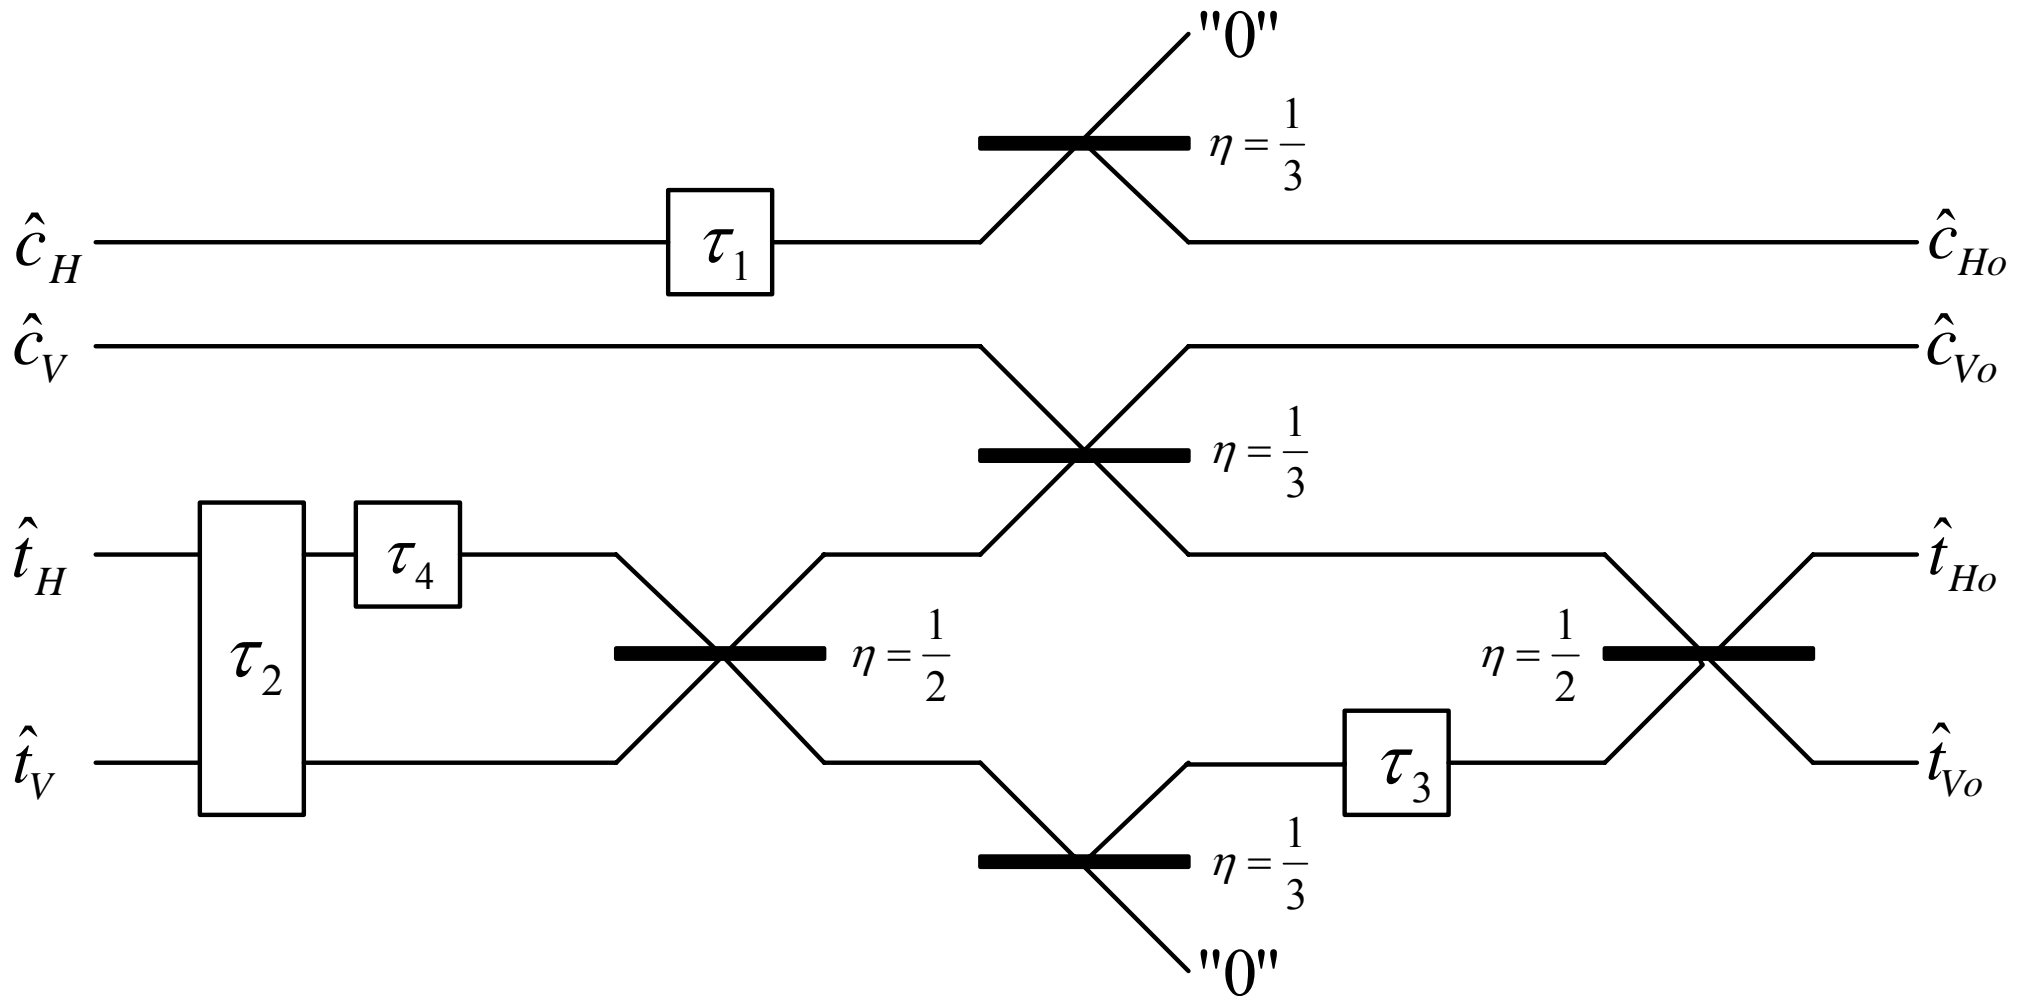 "0"
η = 1/3
ĉ_H
τ_1
ĉ_Ho
ĉ_V
ĉ_Vo
η = 1/3
t̂_H
τ_4
t̂_Ho
τ_2
η = 1/2
η = 1/2
t̂_V
τ_3
t̂_Vo
η = 1/3
"0"